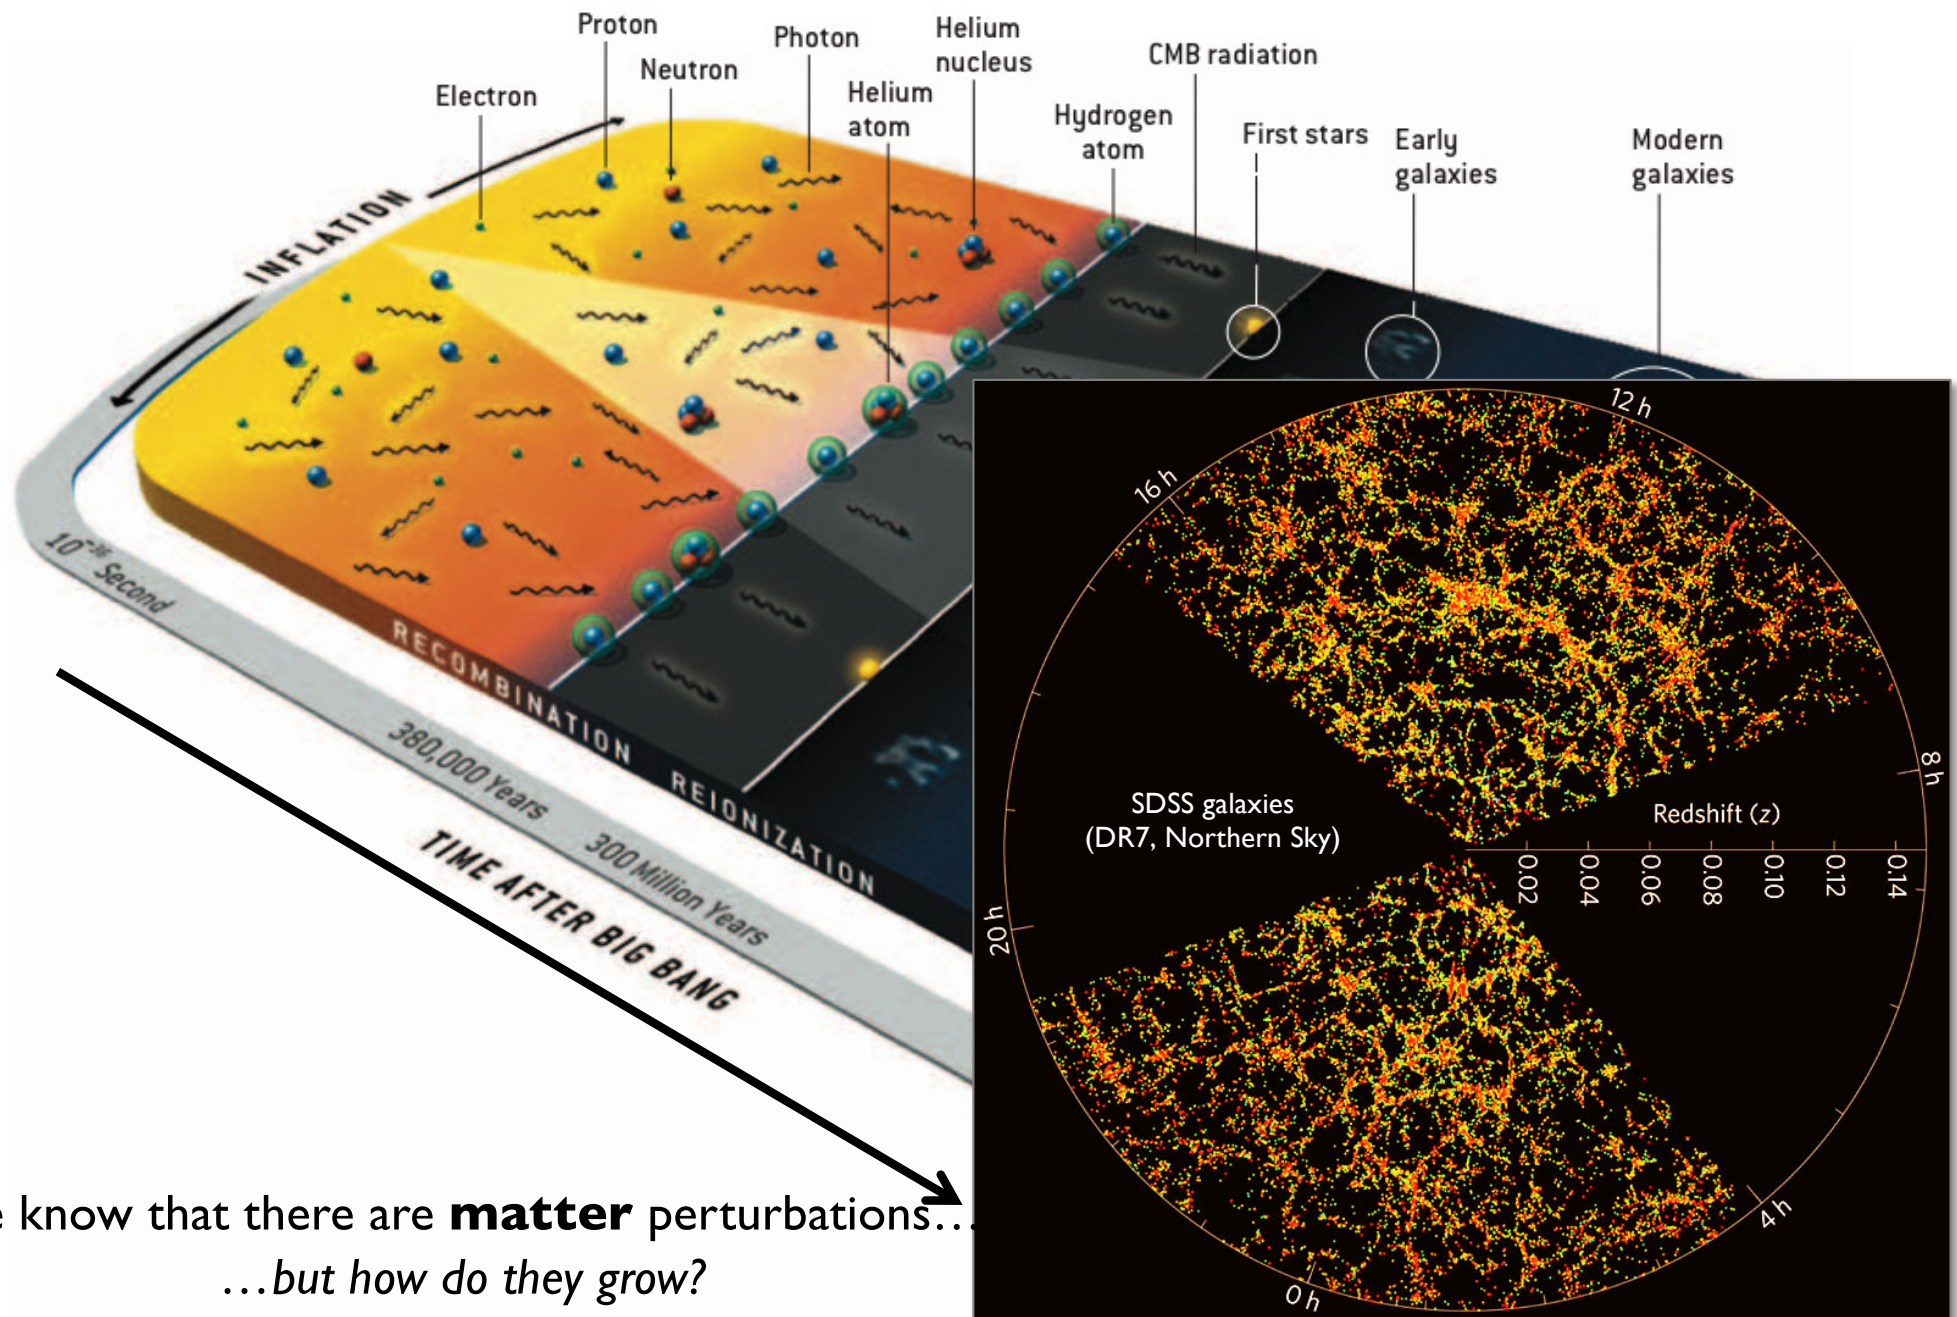 Proton
Neutron
Electron
Photon
Helium
nucleus
Helium
atom
CMB radiation
Hydrogen
atom
First stars
Early
galaxies
Modern
galaxies
INFLATION
10⁻³⁶ Second
RECOMBINATION
380,000 Years
REIONIZATION
300 Million Years
TIME AFTER BIG BANG
12 h
16 h
8 h
SDSS galaxies
(DR7, Northern Sky)
Redshift (z)
0.02
0.04
0.06
0.08
0.10
0.12
0.14
20 h
4 h
0 h
know that there are matter perturbations…
…but how do they grow?